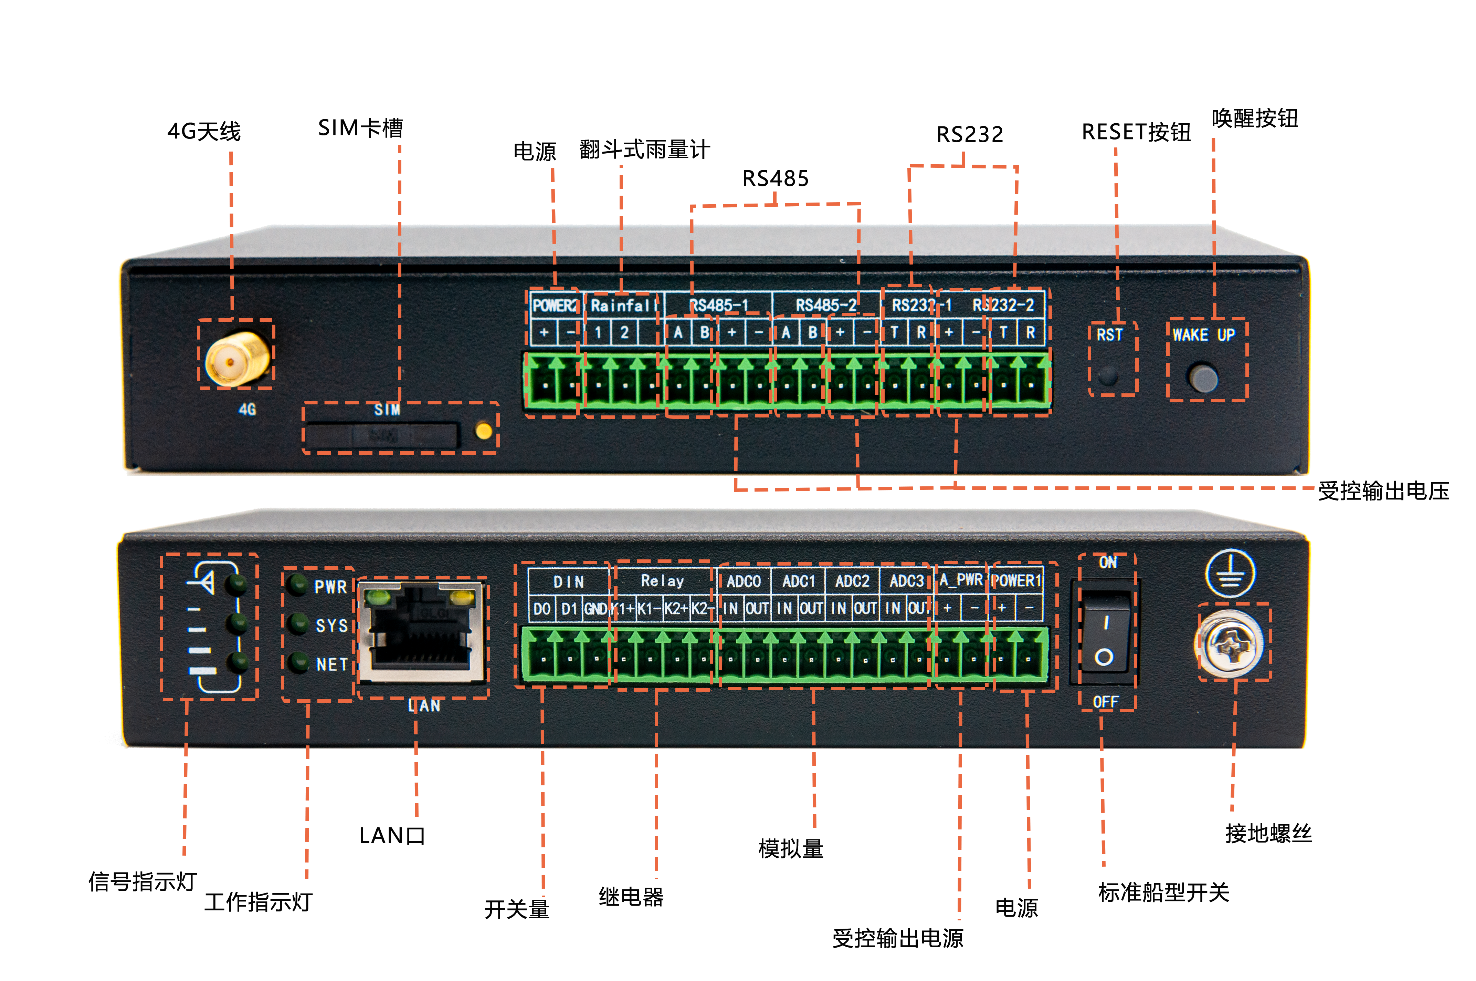 4G天线
SIM卡槽
电源
翻斗式雨量计
RS485
RS232
RESET按钮
唤醒按钮
POWER2 Rainfall RS485-1 RS485-2 RS232-1 RS232-2
+ - 1 2 A B + - A B + - T R + - T R
RST
WAKE UP
4G
SIM
受控输出电压
PWR
SYS
NET
LAN
DIN Relay ADC0 ADC1 ADC2 ADC3 A_PWR POWER1
D0 D1 GND K1+ K1- K2+ K2- IN OUT IN OUT IN OUT IN OUT + - + -
ON
I
O
OFF
信号指示灯
工作指示灯
LAN口
开关量
继电器
模拟量
受控输出电源
电源
标准船型开关
接地螺丝